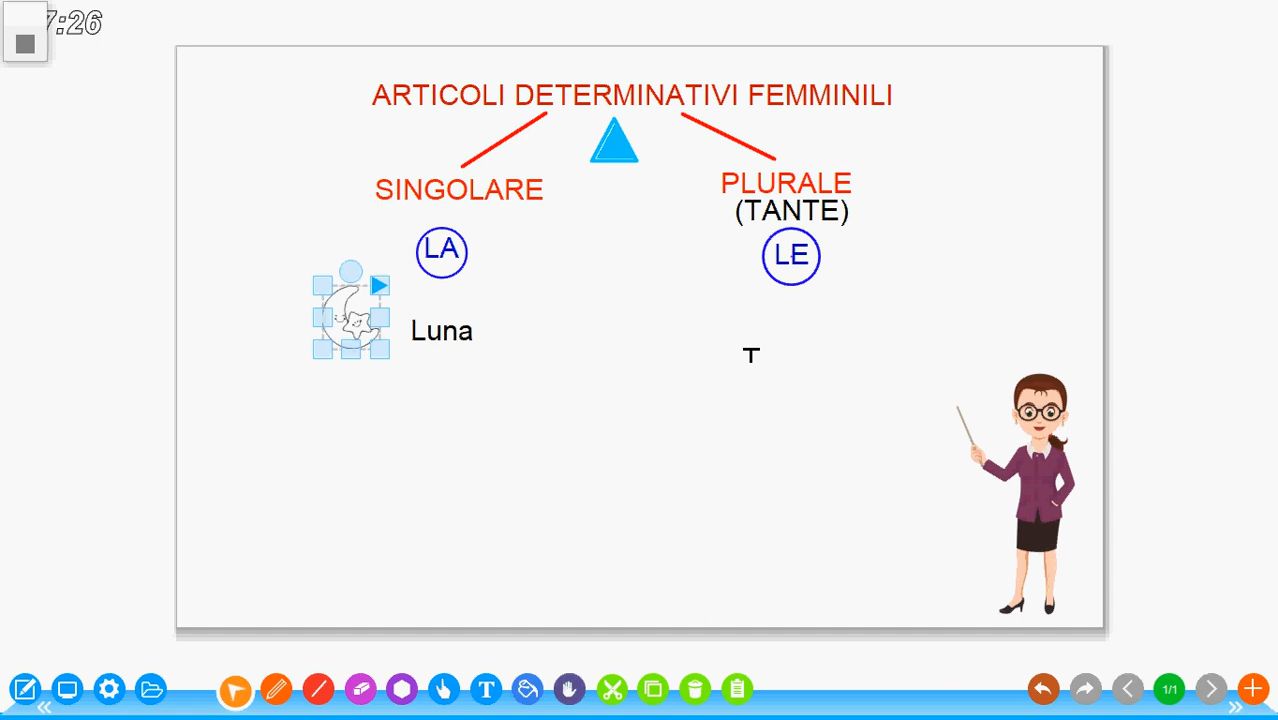 7:26
ARTICOLI DETERMINATIVI FEMMINILI
SINGOLARE
PLURALE
(TANTE)
LA
LE
Luna
T
1/1